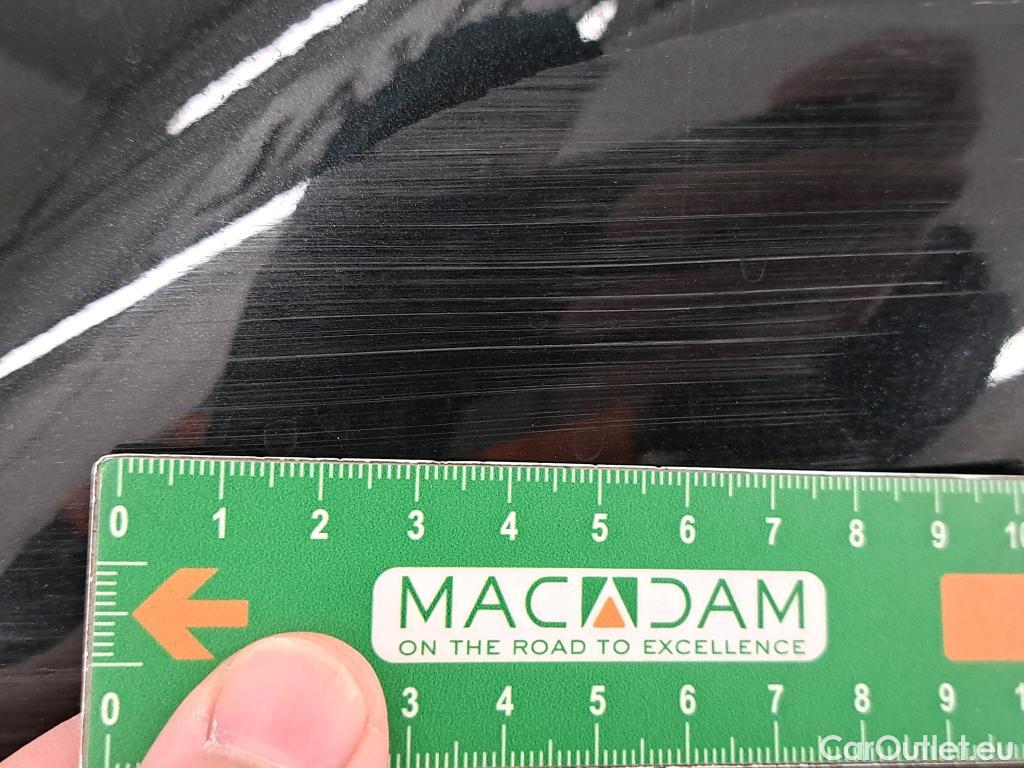 0 1 2 3 4 5 6 7 8 9 10
MACADAM
ON THE ROAD TO EXCELLENCE
0 3 4 5 6 7 8 9
CarOutlet.eu